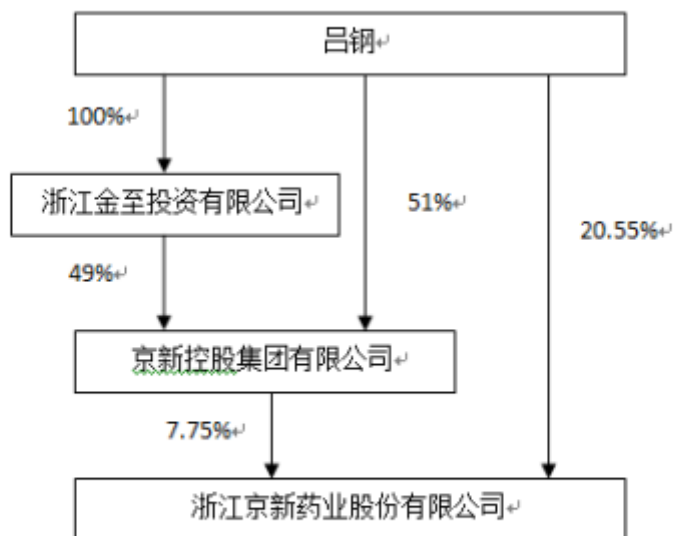 吕钢
100%
浙江金至投资有限公司
51%
20.55%
49%
京新控股集团有限公司
7.75%
浙江京新药业股份有限公司